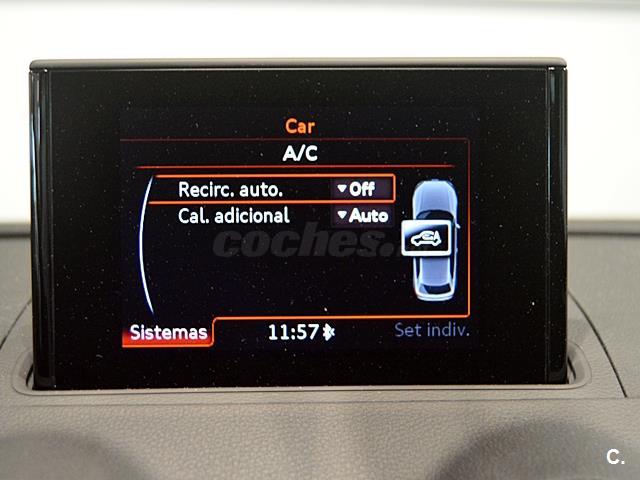 Car
A/C
Recirc. auto. Off
Cal. adicional Auto
coches.
Sistemas 11:57 Set indiv.
C.